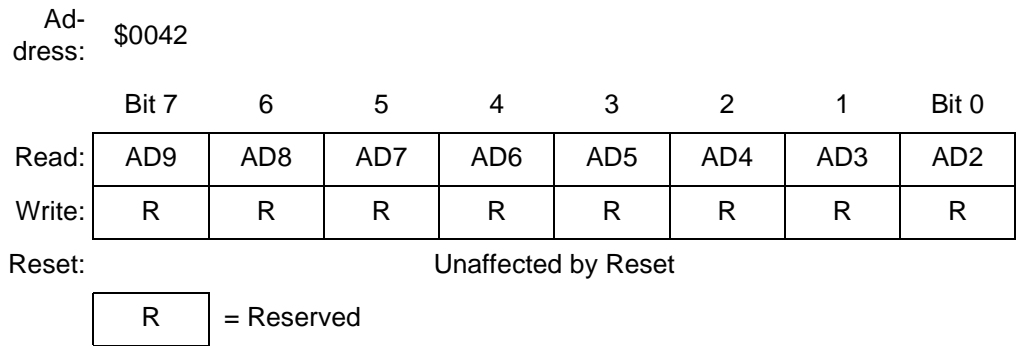 Ad-
dress: $0042
Bit 7 6 5 4 3 2 1 Bit 0
Read: AD9 AD8 AD7 AD6 AD5 AD4 AD3 AD2
Write: R R R R R R R R
Reset: Unaffected by Reset
R = Reserved